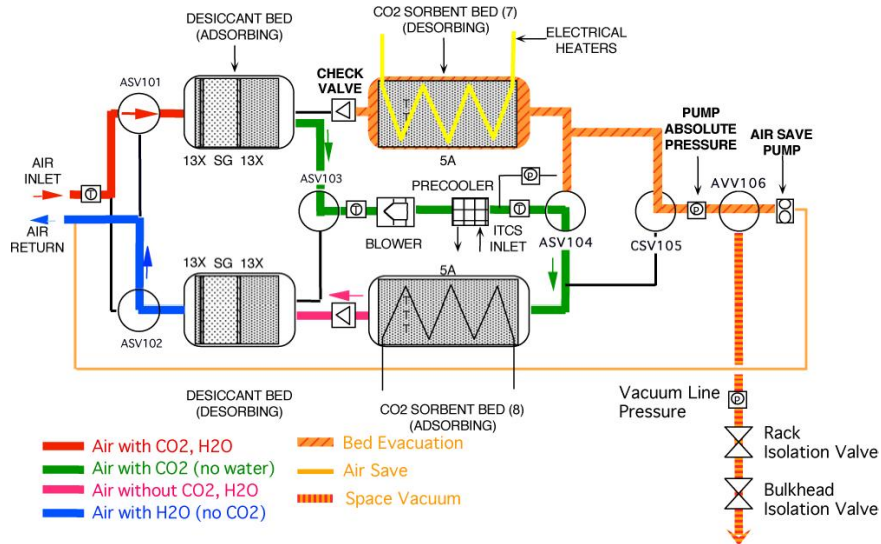 DESICCANT BED
(ADSORBING)
CO2 SORBENT BED (7)
(DESORBING)
ELECTRICAL
HEATERS
ASV101
CHECK
VALVE
PUMP
ABSOLUTE
PRESSURE
AIR SAVE
PUMP
13X SG 13X
5A
AIR
INLET
T
ASV103
PRECOOLER
P
AVV106
T
T
P
AIR
RETURN
BLOWER
ITCS
INLET
ASV104
CSV105
13X SG 13X
5A
ASV102
DESICCANT BED
(DESORBING)
CO2 SORBENT BED (8)
(ADSORBING)
Vacuum Line
Pressure
P
Air with CO2, H2O
Air with CO2 (no water)
Air without CO2, H2O
Air with H2O (no CO2)
Bed Evacuation
Air Save
Space Vacuum
Rack
Isolation Valve
Bulkhead
Isolation Valve